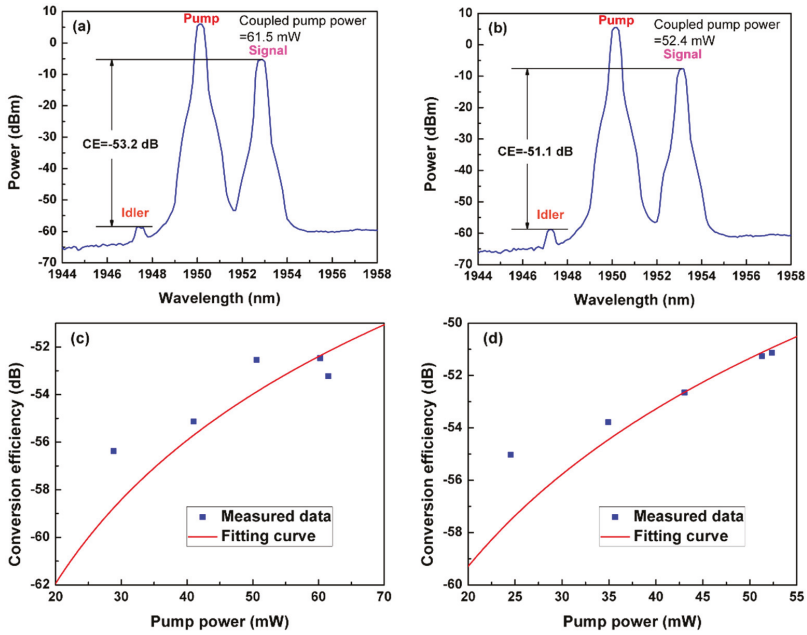 (a)
Pump
Coupled pump power
=61.5 mW
Signal
CE=-53.2 dB
Idler
Power (dBm)
10
0
-10
-20
-30
-40
-50
-60
-70
1944 1946 1948 1950 1952 1954 1956 1958
Wavelength (nm)
(b)
Pump
Coupled pump power
=52.4 mW
Signal
CE=-51.1 dB
Idler
Power (dBm)
10
0
-10
-20
-30
-40
-50
-60
-70
1944 1946 1948 1950 1952 1954 1956 1958
Wavelength (nm)
(c)
Conversion efficiency (dB)
-52
-54
-56
-58
-60
-62
Measured data
Fitting curve
20 30 40 50 60 70
Pump power (mW)
(d)
Conversion efficiency (dB)
-50
-52
-54
-56
-58
-60
Measured data
Fitting curve
20 25 30 35 40 45 50 55
Pump power (mW)